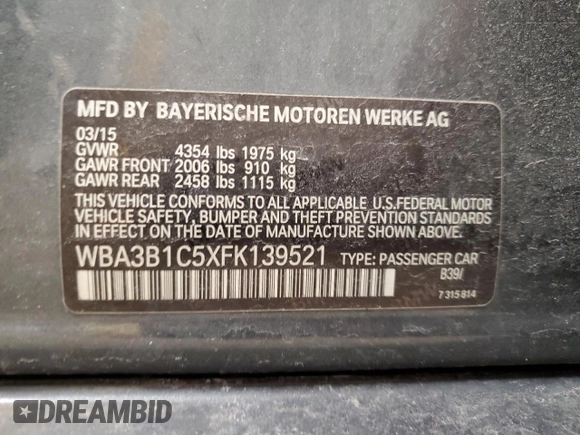 MFD BY BAYERISCHE MOTOREN WERKE AG
03/15
GVWR 4354 lbs 1975 kg
GAWR FRONT 2006 lbs 910 kg
GAWR REAR 2458 lbs 1115 kg
THIS VEHICLE CONFORMS TO ALL APPLICABLE U.S.FEDERAL MOTOR
VEHICLE SAFETY, BUMPER AND THEFT PREVENTION STANDARDS
IN EFFECT ON THE DATE OF MANUFACTURE SHOWN ABOVE.
WBA3B1C5XFK139521 TYPE: PASSENGER CAR
B39/
7 315 814
DREAMBID